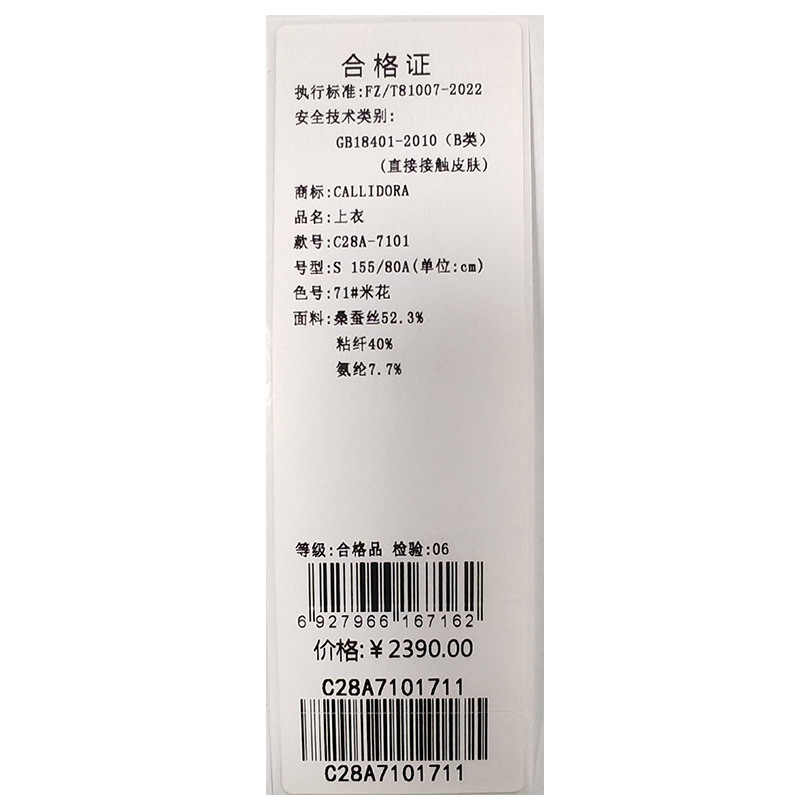 合格证
执行标准:FZ/T81007-2022
安全技术类别:
GB18401-2010（B类）
(直接接触皮肤)
商标:CALLIDORA
品名:上衣
款号:C28A-7101
号型:S 155/80A(单位:cm)
色号:71#米花
面料:桑蚕丝52.3%
粘纤40%
氨纶7.7%
等级:合格品 检验:06
6 927966 167162
价格:¥2390.00
C28A7101711
C28A7101711